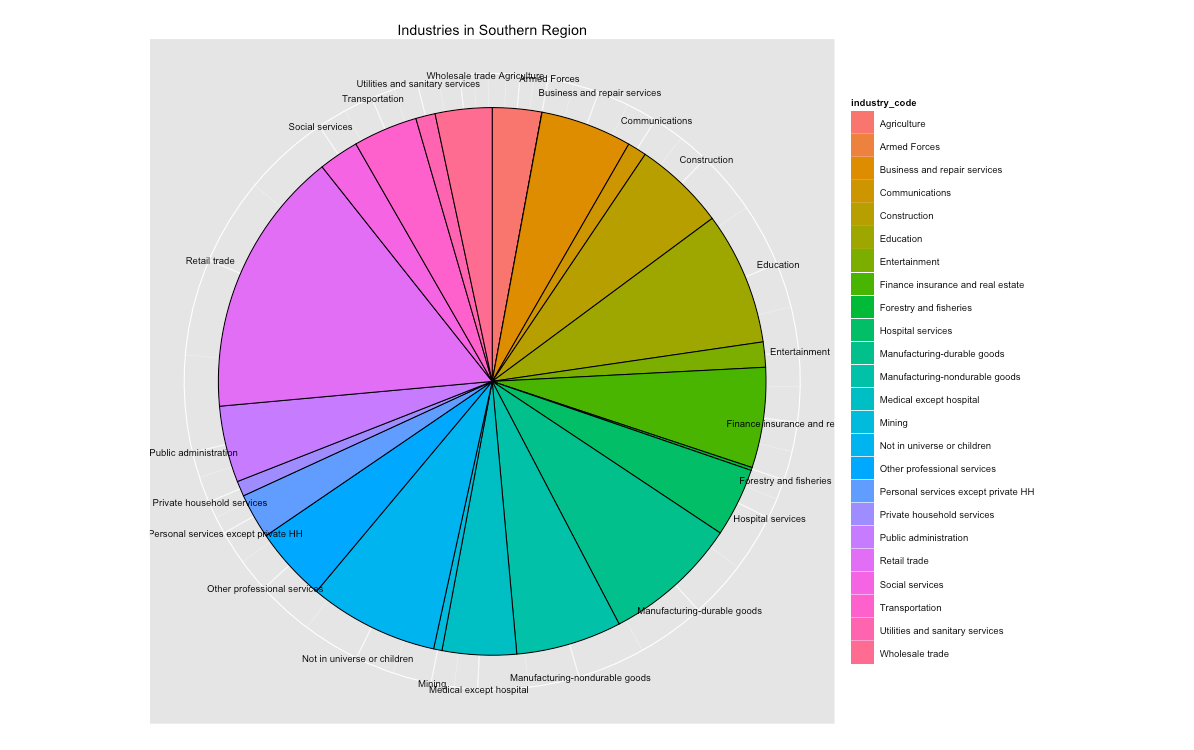 Industries in Southern Region
Wholesale trade
Agriculture
Armed Forces
Utilities and sanitary services
Business and repair services
Transportation
Communications
Social services
Construction
Retail trade
Education
Entertainment
Finance insurance and re
Public administration
Forestry and fisheries
Private household services
Hospital services
Personal services except private HH
Other professional services
Manufacturing-durable goods
Not in universe or children
Manufacturing-nondurable goods
Mining
Medical except hospital
industry_code
Agriculture
Armed Forces
Business and repair services
Communications
Construction
Education
Entertainment
Finance insurance and real estate
Forestry and fisheries
Hospital services
Manufacturing-durable goods
Manufacturing-nondurable goods
Medical except hospital
Mining
Not in universe or children
Other professional services
Personal services except private HH
Private household services
Public administration
Retail trade
Social services
Transportation
Utilities and sanitary services
Wholesale trade